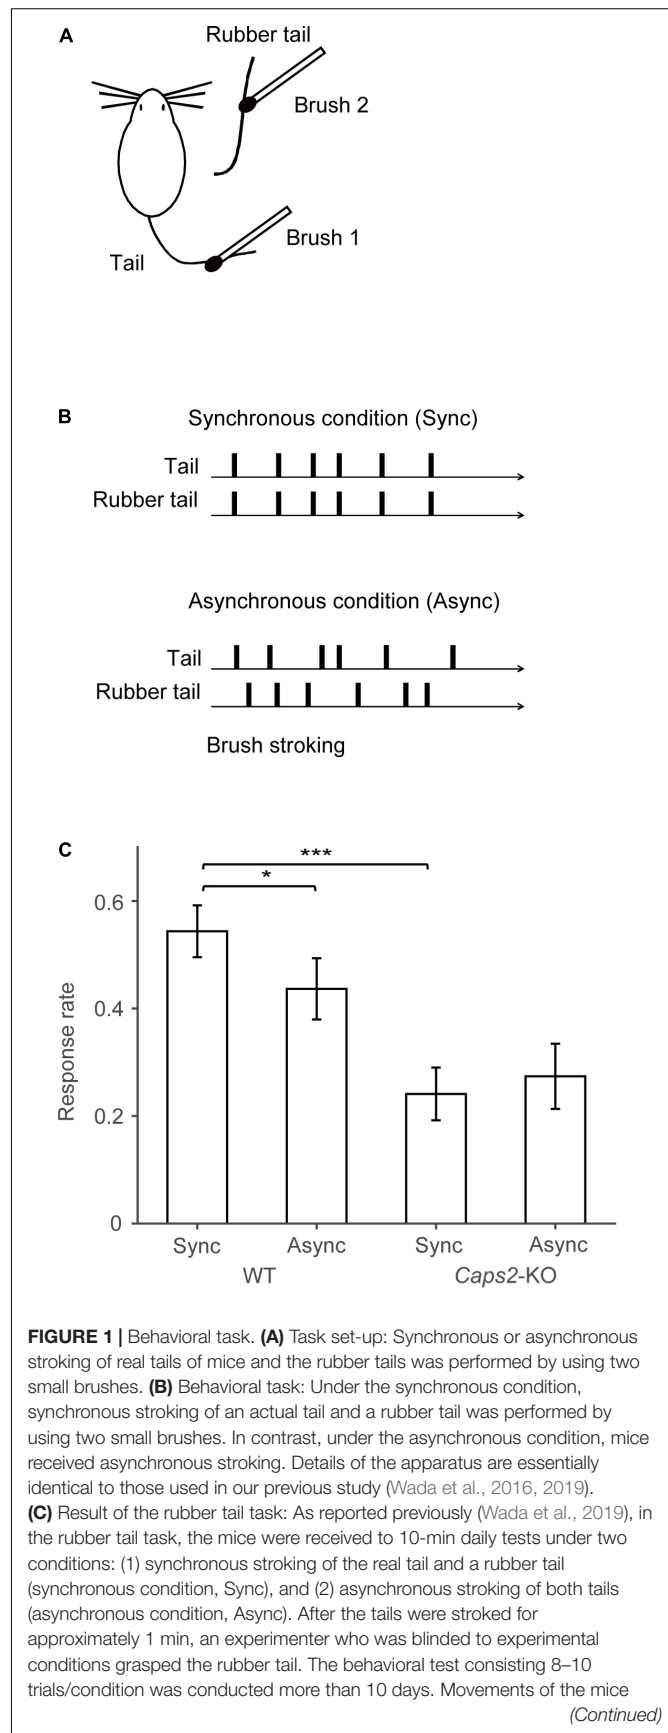 A
Rubber tail
Brush 2
Brush 1
Tail
B
Synchronous condition (Sync)
Tail
Rubber tail
Asynchronous condition (Async)
Tail
Rubber tail
Brush stroking
C
***
*
0.6
0.4
0.2
0
Response rate
Sync Async Sync Async
WT Caps2-KO
FIGURE 1 | Behavioral task. (A) Task set-up: Synchronous or asynchronous
stroking of real tails of mice and the rubber tails was performed by using two
small brushes. (B) Behavioral task: Under the synchronous condition,
synchronous stroking of an actual tail and a rubber tail was performed by
using two small brushes. In contrast, under the asynchronous condition, mice
received asynchronous stroking. Details of the apparatus are essentially
identical to those used in our previous study (Wada et al., 2016, 2019).
(C) Result of the rubber tail task: As reported previously (Wada et al., 2019), in
the rubber tail task, the mice were received to 10-min daily tests under two
conditions: (1) synchronous stroking of the real tail and a rubber tail
(synchronous condition, Sync), and (2) asynchronous stroking of both tails
(asynchronous condition, Async). After the tails were stroked for
approximately 1 min, an experimenter who was blinded to experimental
conditions grasped the rubber tail. The behavioral test consisting 8–10
trials/condition was conducted more than 10 days. Movements of the mice
(Continued)